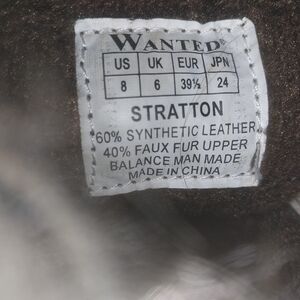 WANTED
US UK EUR JPN
8 6 39½ 24
STRATTON
60% SYNTHETIC LEATHER
40% FAUX FUR UPPER
BALANCE MAN MADE
MADE IN CHINA